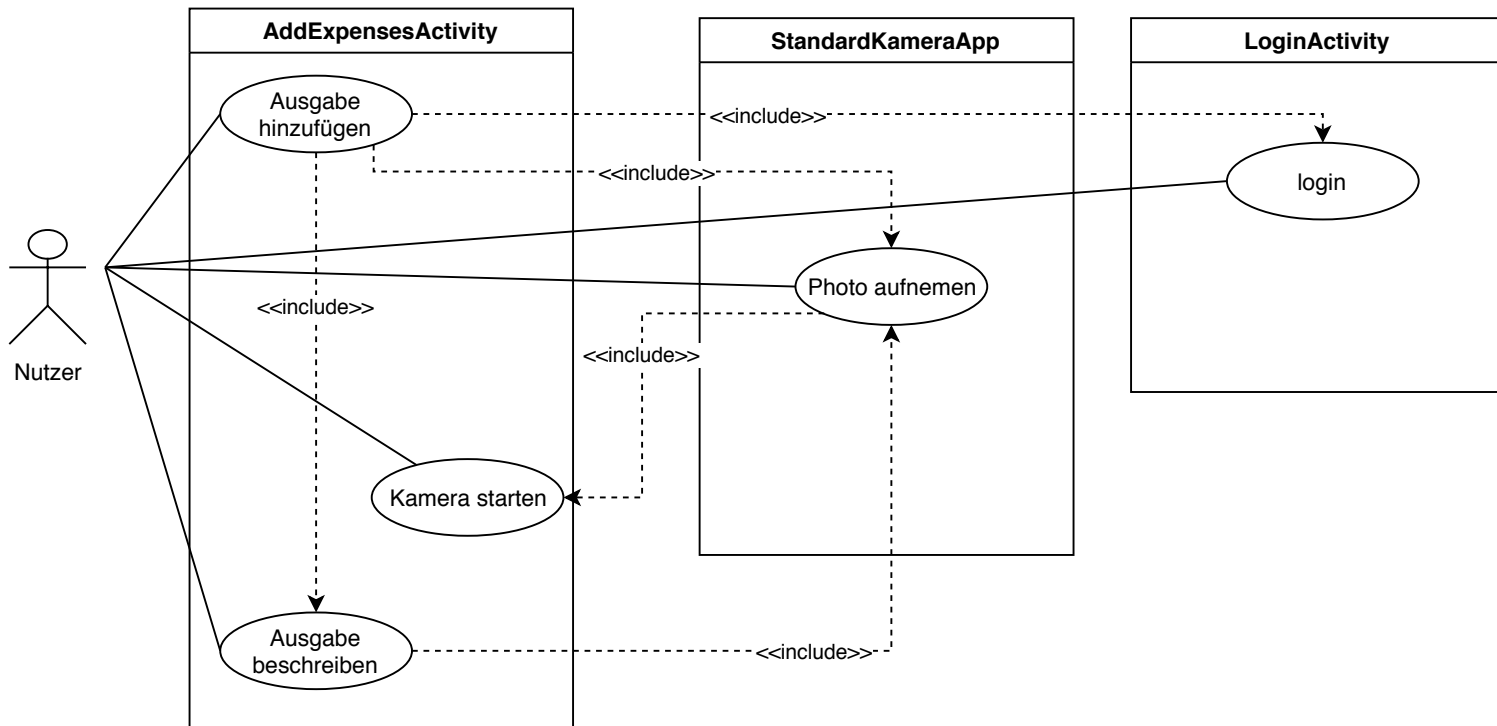 AddExpensesActivity
StandardKameraApp
LoginActivity
Ausgabe
hinzufügen
<<include>>
<<include>>
login
Photo aufnemen
<<include>>
<<include>>
Nutzer
Kamera starten
Ausgabe
beschreiben
<<include>>